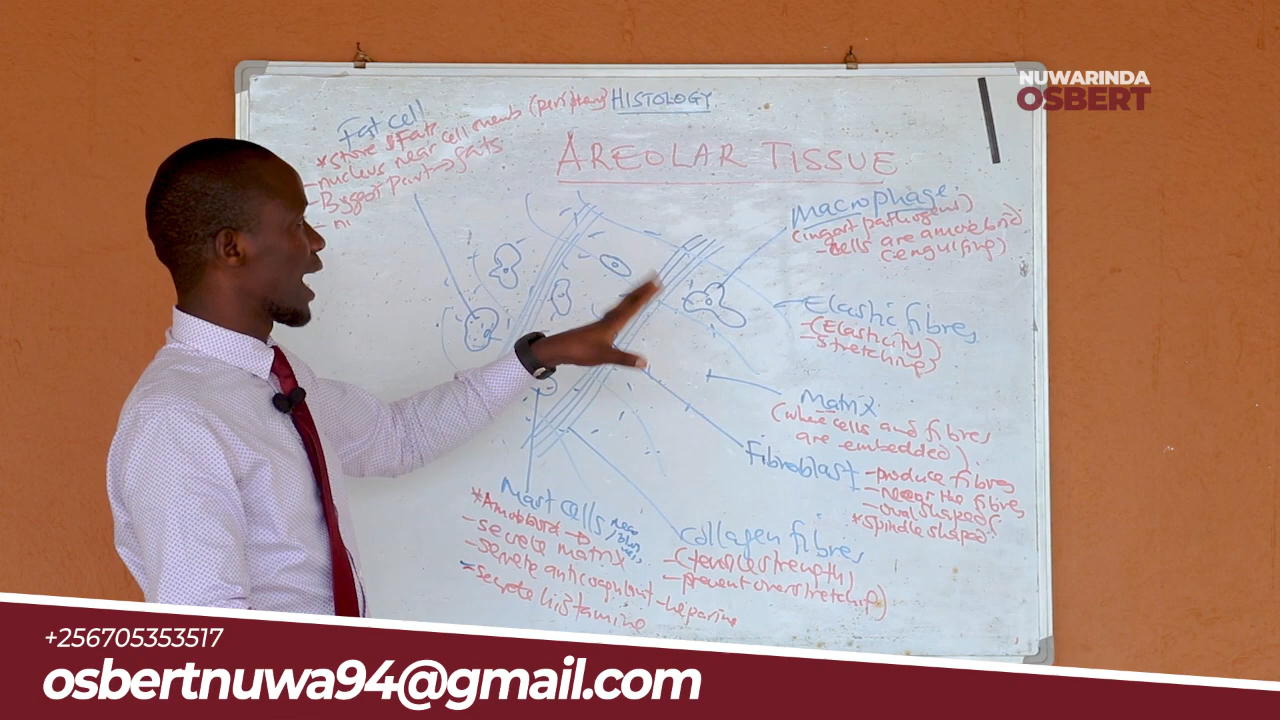 NUWARINDA
OSBERT
HISTOLOGY
AREOLAR TISSUE
Fat cell
* store fats
- nucleus near cell memb (periphery)
- Biggest part → fats
Macrophage
(ingest pathogens)
- cells are amoeboid
(engulfing)
Elastic fibres
- (Elasticity)
- stretching)
Matrix
(where cells and fibres
are embedded)
Fibroblast - produce fibres
- Near the fibres
- oval shaped
* spindle shaped
Collagen fibres
- (tensile strength)
- prevent overstretching)
Mast cells near
* Amoeboid
- secrete matrix
- secrete anticoagulant - heparine
- secrete histamine
+256705353517
osbertnuwa94@gmail.com